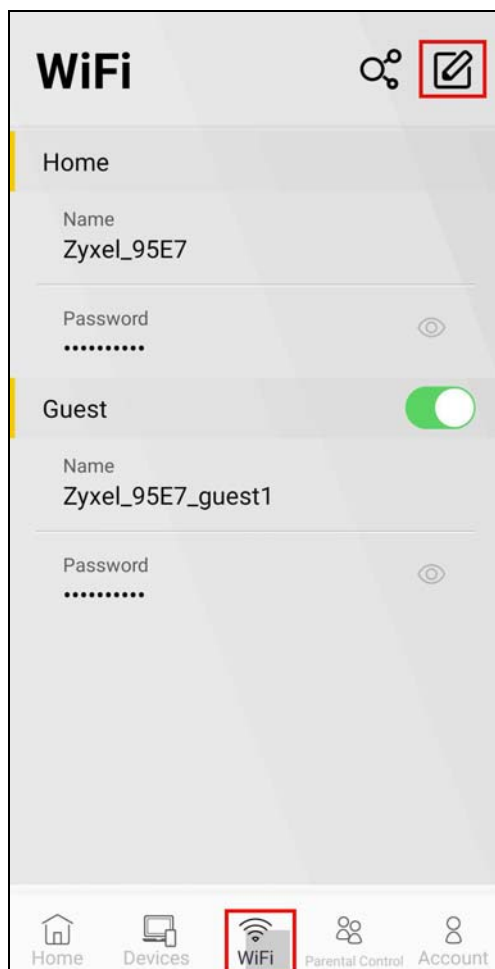 WiFi
Home
Name
Zyxel_95E7
Password
••••••••••
Guest
Name
Zyxel_95E7_guest1
Password
••••••••••
Home Devices WiFi Parental Control Account